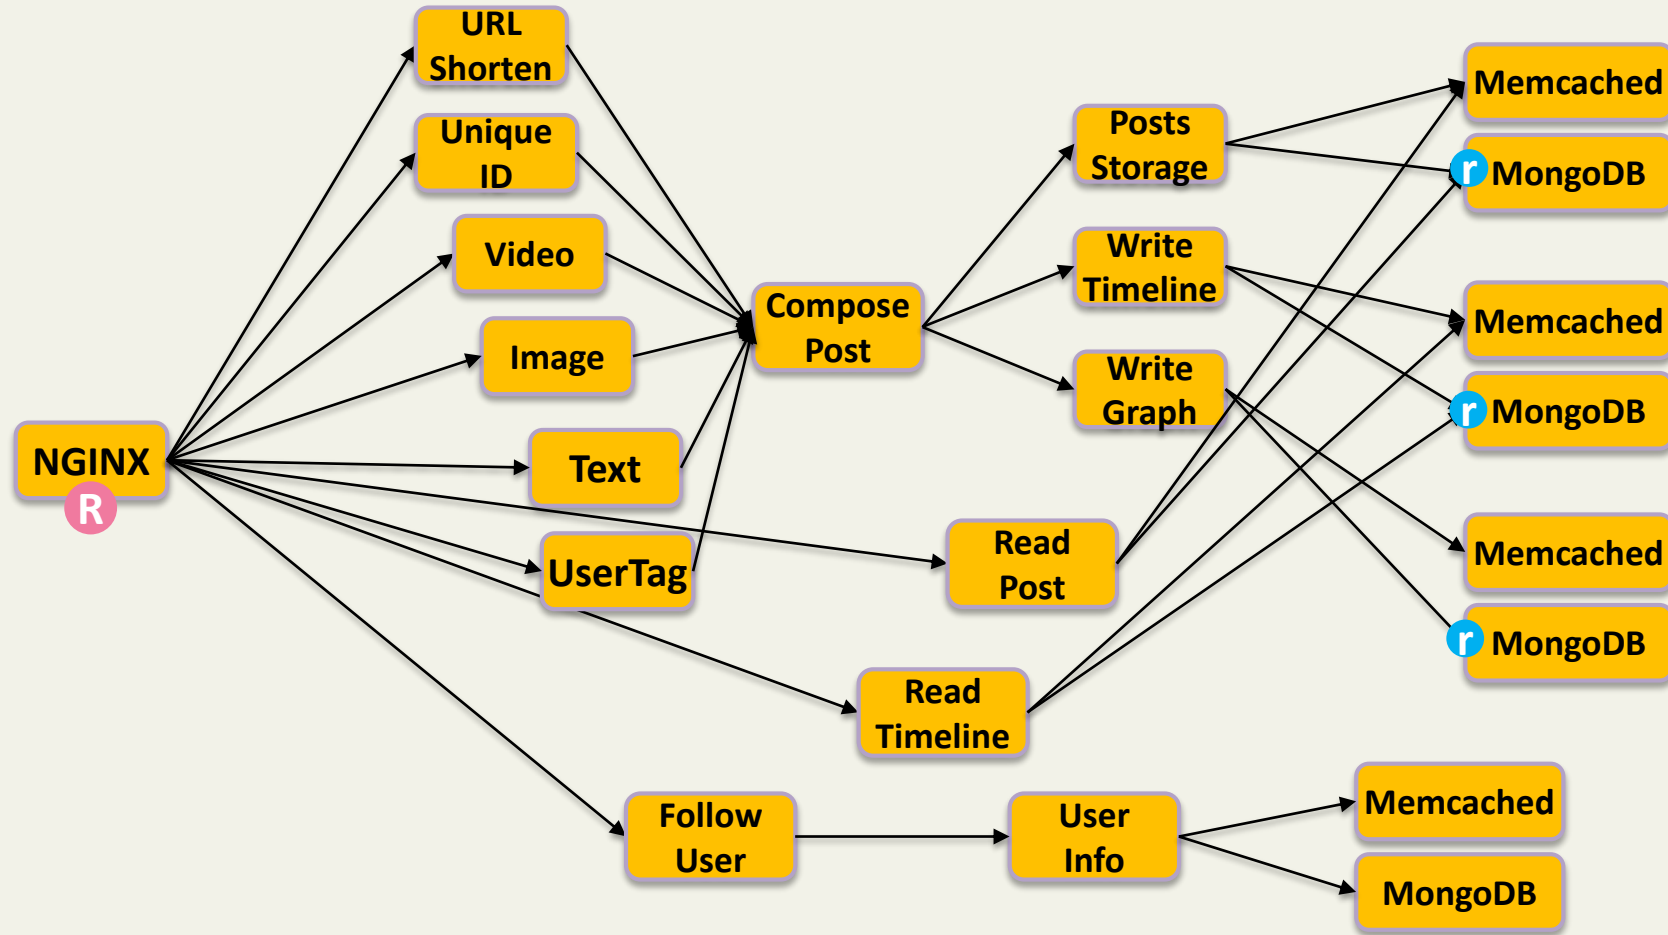 URL
Shorten
Unique
ID
Video
Image
Text
UserTag
NGINX
R
Compose
Post
Posts
Storage
Write
Timeline
Write
Graph
Read
Post
Read
Timeline
Follow
User
User
Info
Memcached
r
MongoDB
Memcached
r
MongoDB
Memcached
r
MongoDB
Memcached
MongoDB